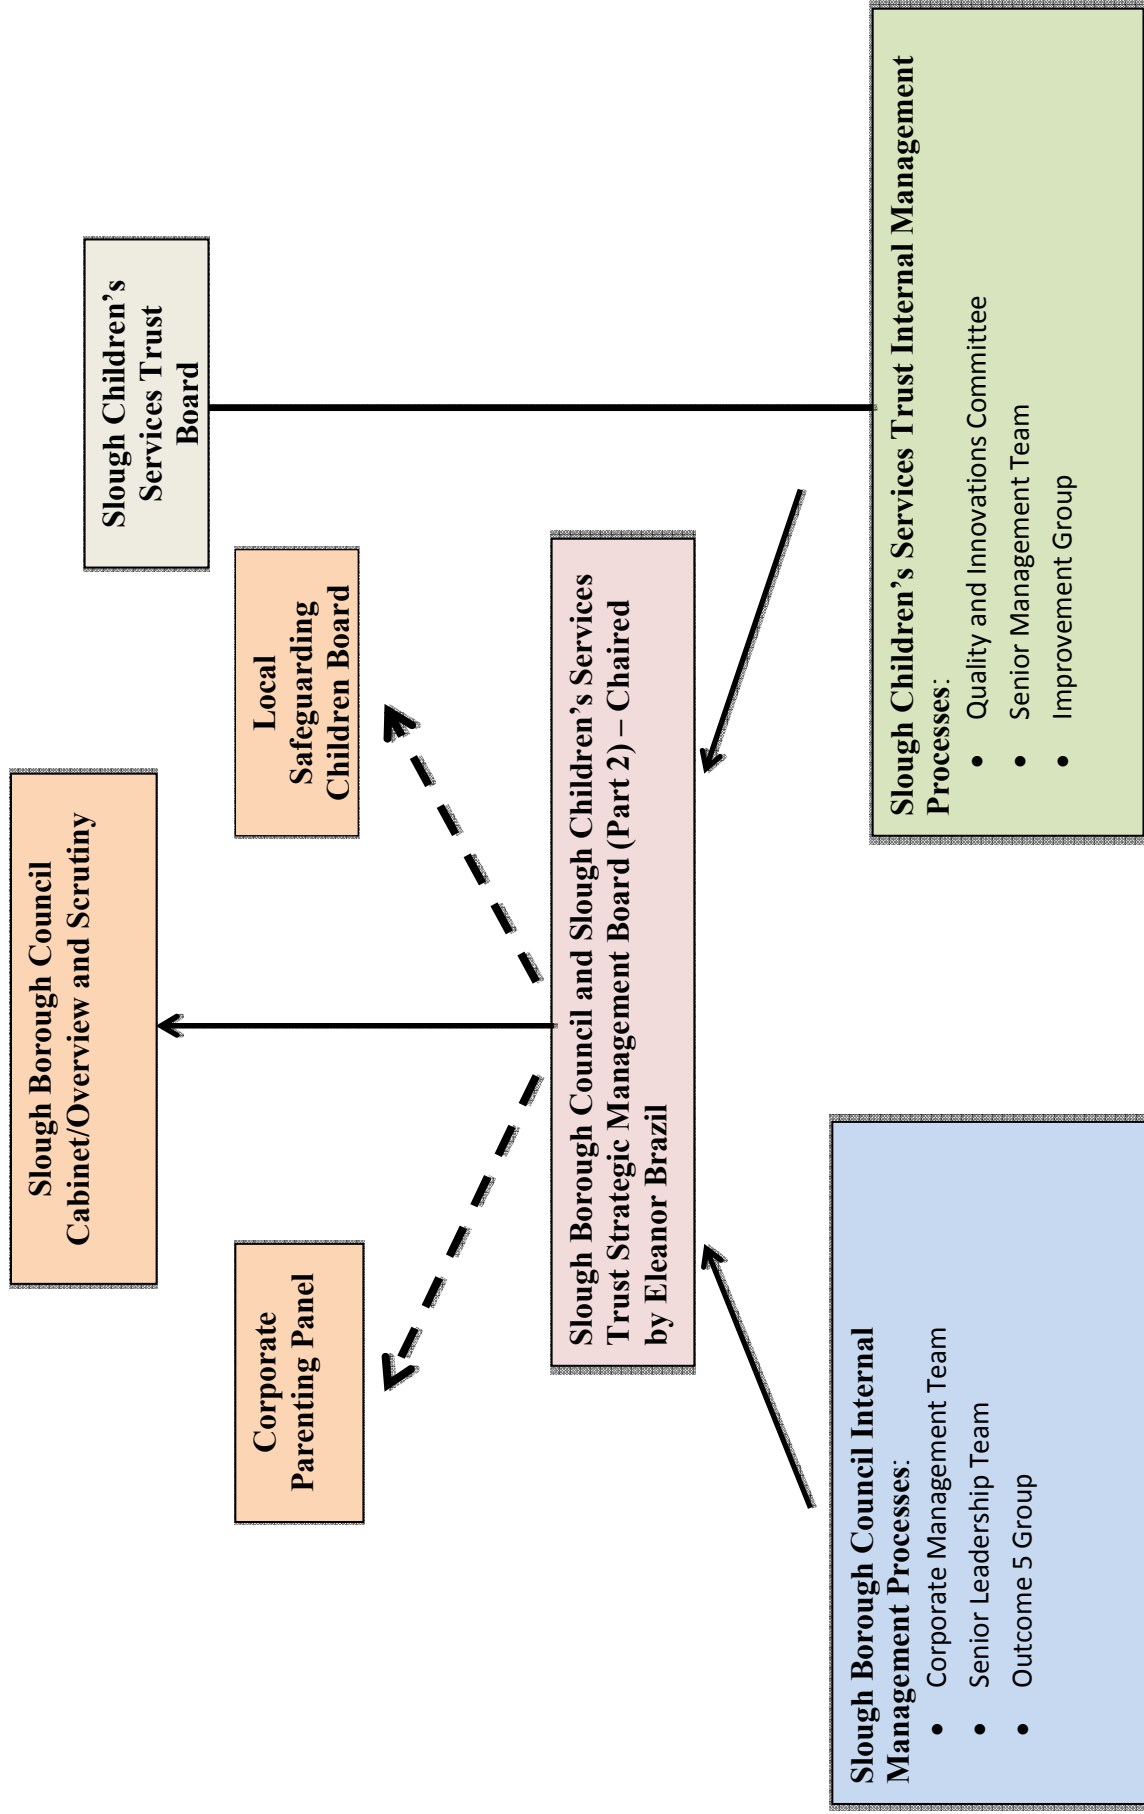 Slough Borough Council
Cabinet/Overview and Scrutiny
Corporate
Parenting Panel
Local
Safeguarding
Children Board
Slough Children’s
Services Trust
Board
Slough Borough Council and Slough Children’s Services
Trust Strategic Management Board (Part 2) – Chaired
by Eleanor Brazil
Slough Borough Council Internal
Management Processes:
• Corporate Management Team
• Senior Leadership Team
• Outcome 5 Group
Slough Children’s Services Trust Internal Management
Processes:
• Quality and Innovations Committee
• Senior Management Team
• Improvement Group